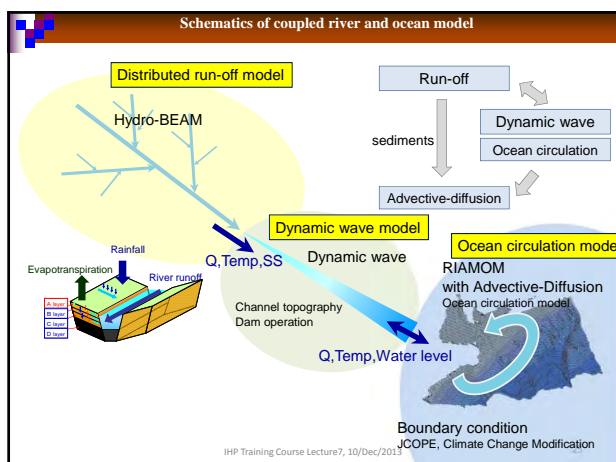 Schematics of coupled river and ocean model
Distributed run-off model
Hydro-BEAM
Run-off
sediments
Dynamic wave
Ocean circulation
Advective-diffusion
Dynamic wave model
Ocean circulation mode
Rainfall
Evapotranspiration
River runoff
A layer
B layer
C layer
D layer
Q,Temp,SS
Dynamic wave
Channel topography
Dam operation
Q,Temp,Water level
RIAMOM
with Advective-Diffusion
Ocean circulation model
Boundary condition
JCOPE, Climate Change Modification
IHP Training Course Lecture7, 10/Dec/2013